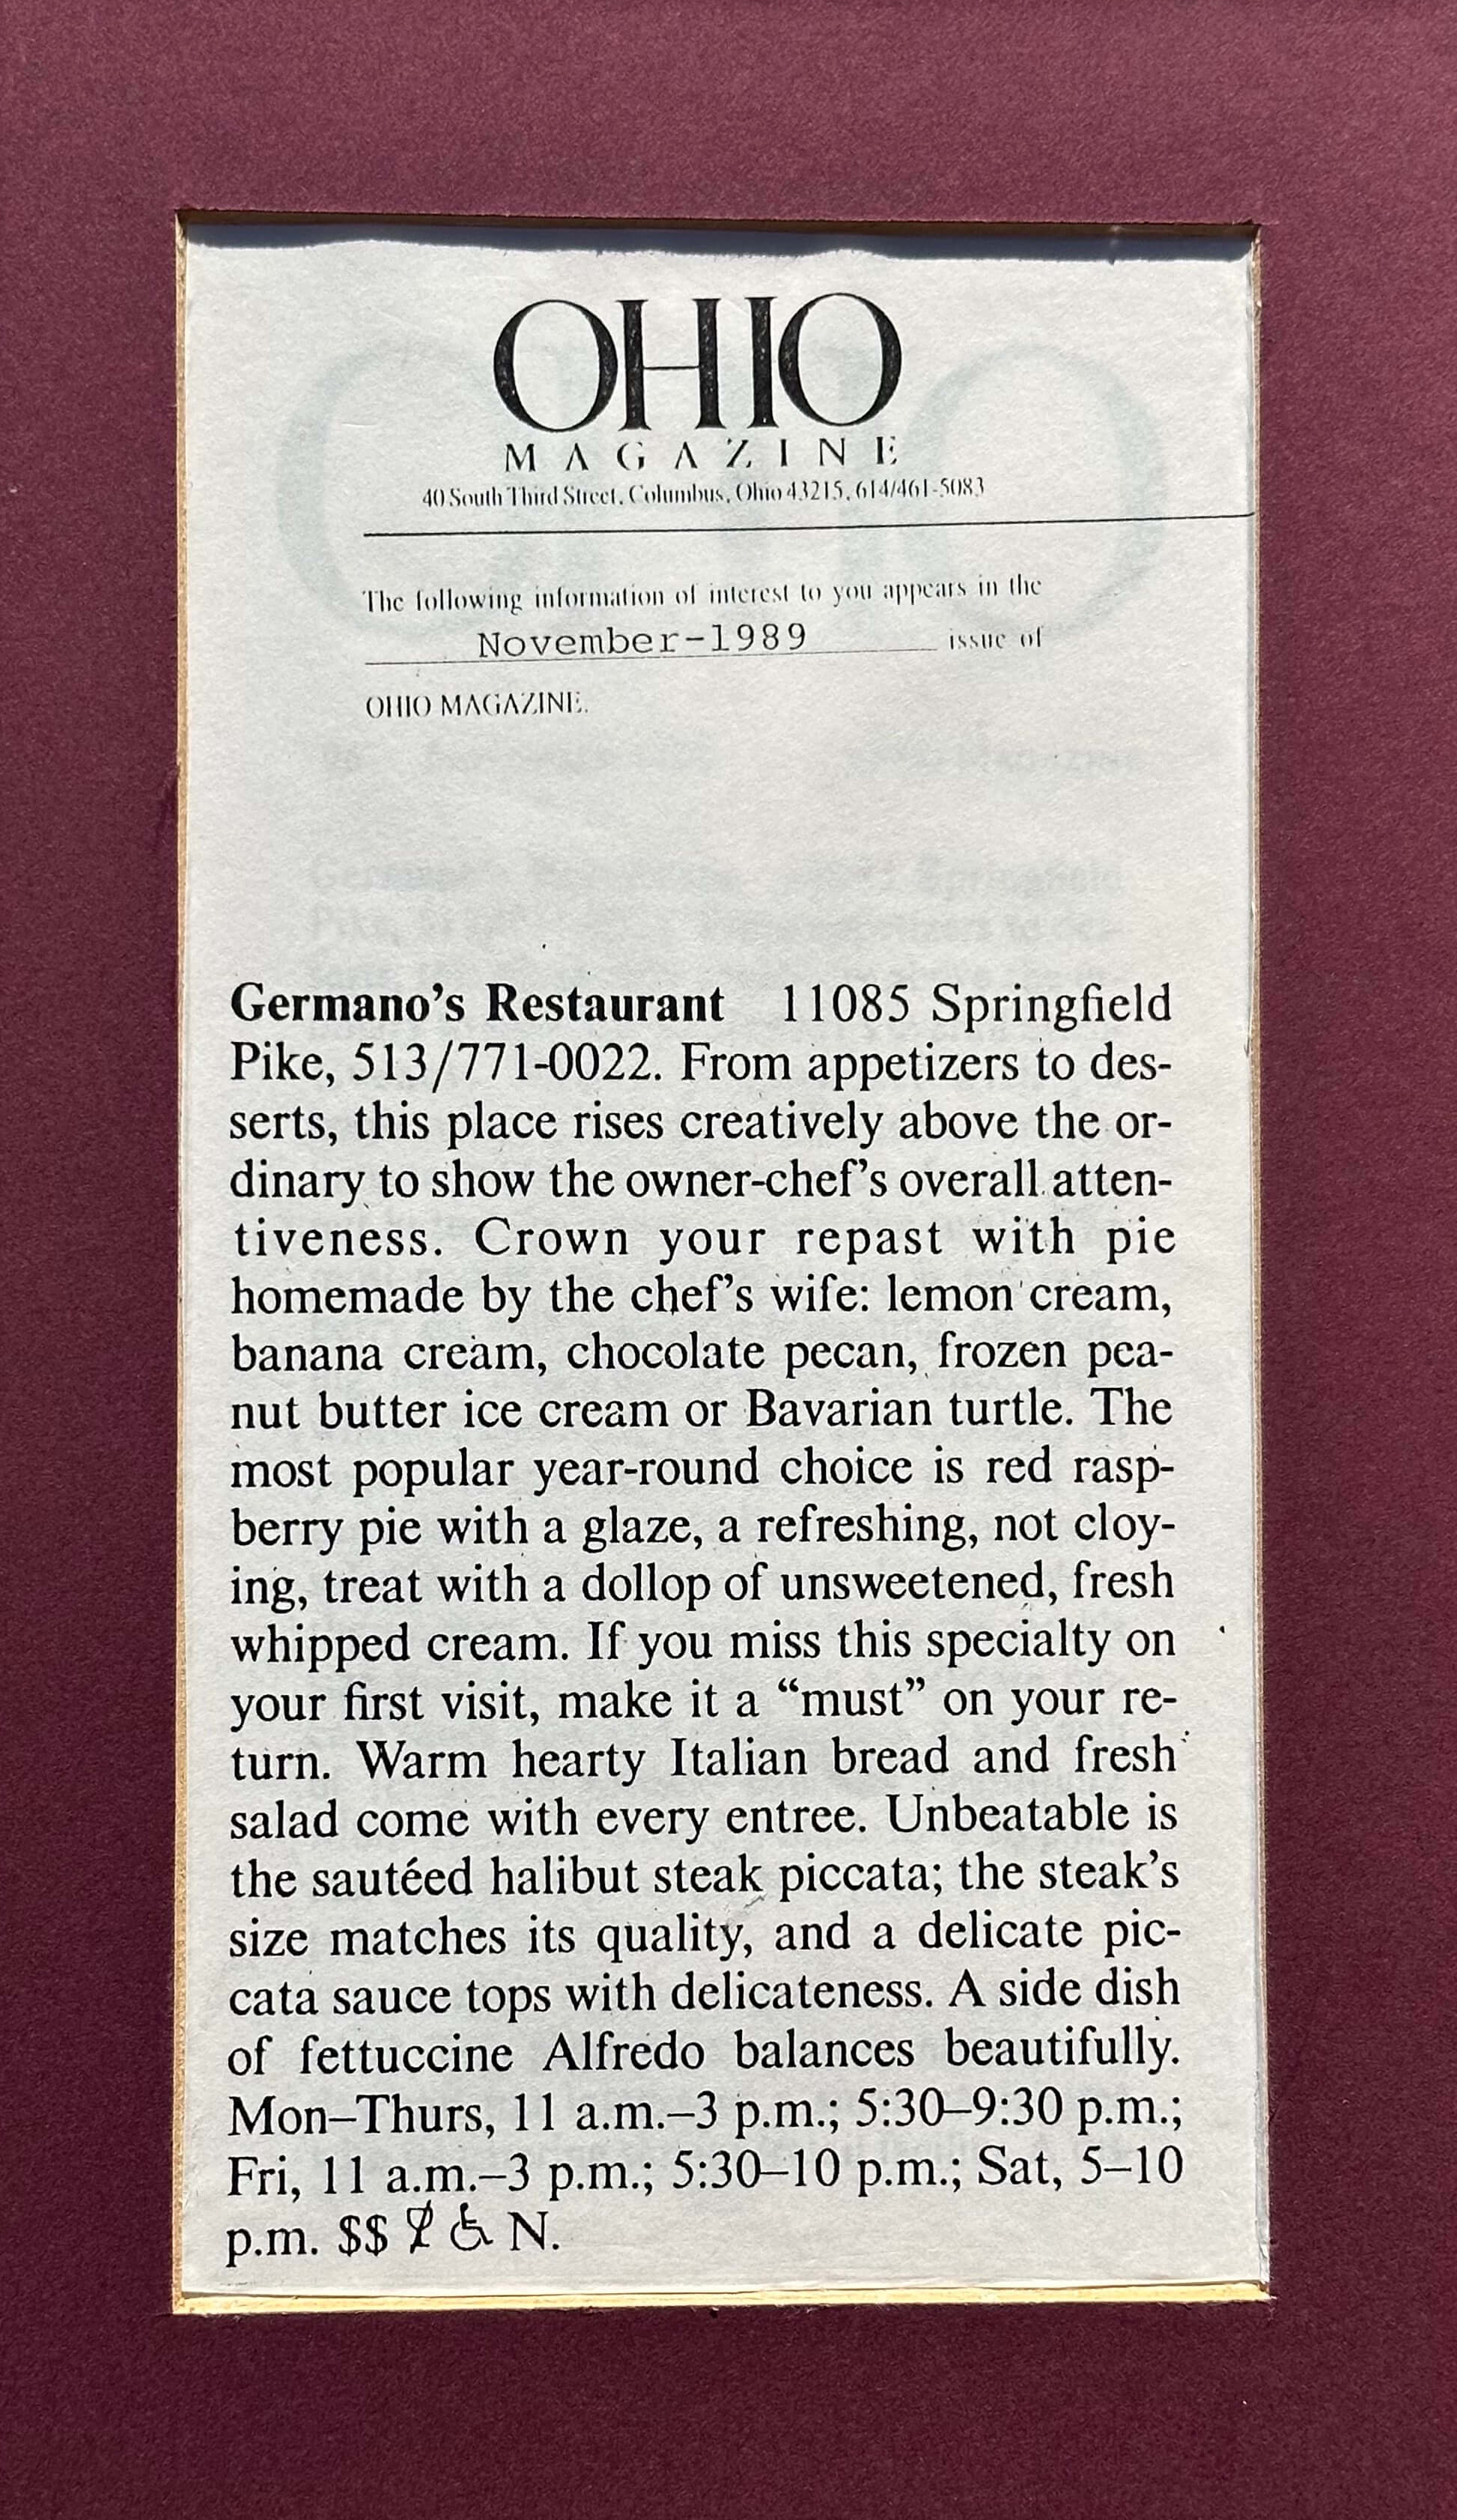 OHIO
MAGAZINE
40 South Third Street, Columbus, Ohio 43215, 614/461-5083
The following information of interest to you appears in the
November-1989 issue of
OHIO MAGAZINE.
Germano's Restaurant 11085 Springfield
Pike, 513/771-0022. From appetizers to des-
serts, this place rises creatively above the or-
dinary to show the owner-chef's overall atten-
tiveness. Crown your repast with pie
homemade by the chef's wife: lemon cream,
banana cream, chocolate pecan, frozen pea-
nut butter ice cream or Bavarian turtle. The
most popular year-round choice is red rasp-
berry pie with a glaze, a refreshing, not cloy-
ing, treat with a dollop of unsweetened, fresh
whipped cream. If you miss this specialty on
your first visit, make it a “must” on your re-
turn. Warm hearty Italian bread and fresh
salad come with every entree. Unbeatable is
the sautéed halibut steak piccata; the steak's
size matches its quality, and a delicate pic-
cata sauce tops with delicateness. A side dish
of fettuccine Alfredo balances beautifully.
Mon–Thurs, 11 a.m.–3 p.m.; 5:30–9:30 p.m.;
Fri, 11 a.m.–3 p.m.; 5:30–10 p.m.; Sat, 5–10
p.m. $$ ♿ N.